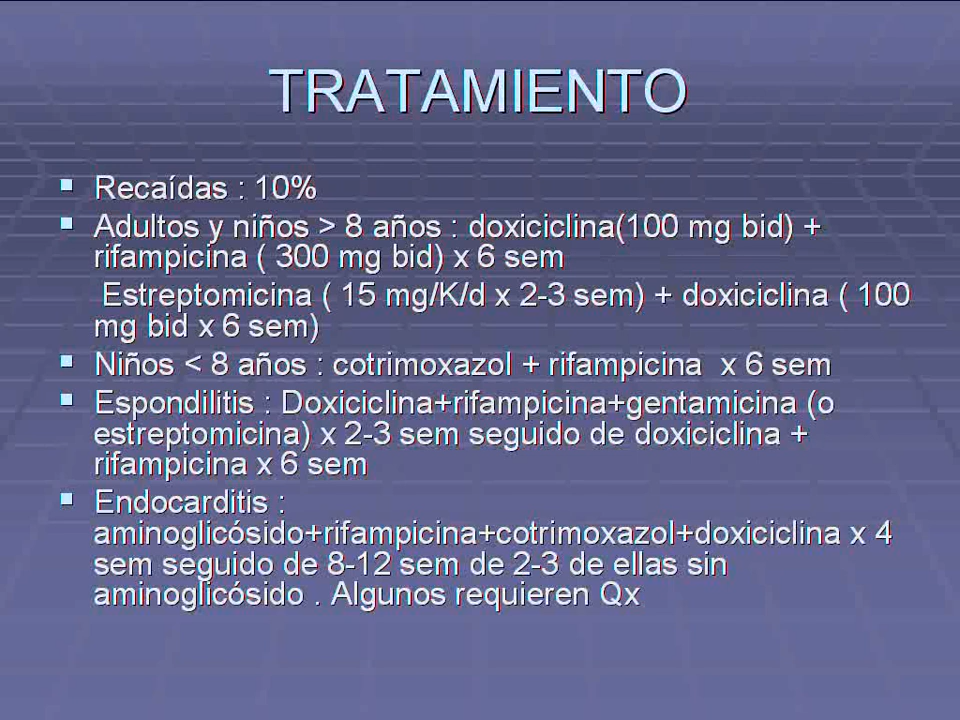 TRATAMIENTO
Recaídas : 10%
Adultos y niños > 8 años : doxiciclina(100 mg bid) +
rifampicina ( 300 mg bid) x 6 sem
Estreptomicina ( 15 mg/K/d x 2-3 sem) + doxiciclina ( 100
mg bid x 6 sem)
Niños < 8 años : cotrimoxazol + rifampicina x 6 sem
Espondilitis : Doxiciclina+rifampicina+gentamicina (o
estreptomicina) x 2-3 sem seguido de doxiciclina +
rifampicina x 6 sem
Endocarditis :
aminoglicósido+rifampicina+cotrimoxazol+doxiciclina x 4
sem seguido de 8-12 sem de 2-3 de ellas sin
aminoglicósido . Algunos requieren Qx